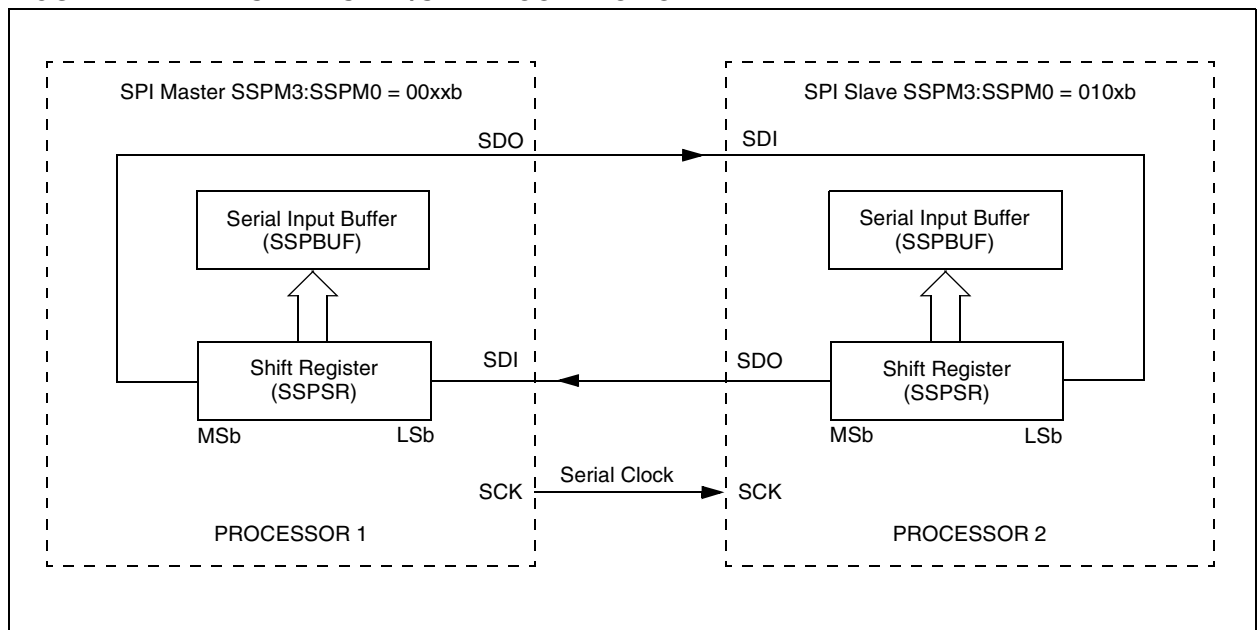 SPI Master SSPM3:SSPM0 = 00xxb
SPI Slave SSPM3:SSPM0 = 010xb
SDO
SDI
Serial Input Buffer
(SSPBUF)
Serial Input Buffer
(SSPBUF)
Shift Register
(SSPSR)
SDI
SDO
Shift Register
(SSPSR)
MSb
LSb
MSb
LSb
Serial Clock
SCK
SCK
PROCESSOR 1
PROCESSOR 2